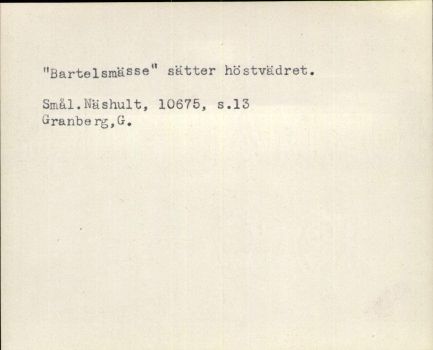 "Bartelsmässe" sätter höstvädret.
Smål.Näshult, 10675, s.13
Granberg,G.